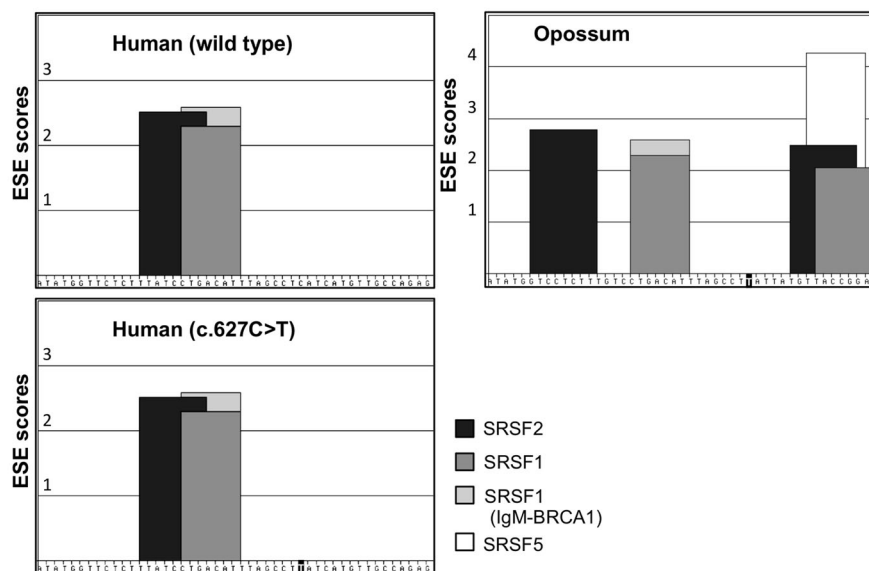 Human (wild type)
ESE scores
3
2
1
ATATGGTTCTCTTTATCCTGACATTTAGCCTCATCATGTTGCCAGAG
Opossum
ESE scores
4
3
2
1
ATATGGTCCTCTTTGTCCTGACATTTAGCCTTATTATGTTACCGGA
Human (c.627C>T)
ESE scores
3
2
1
ATATGGTTCTCTTTATCCTGACATTTAGCCTTATCATGTTGCCAGAG
SRSF2
SRSF1
SRSF1
(IgM-BRCA1)
SRSF5